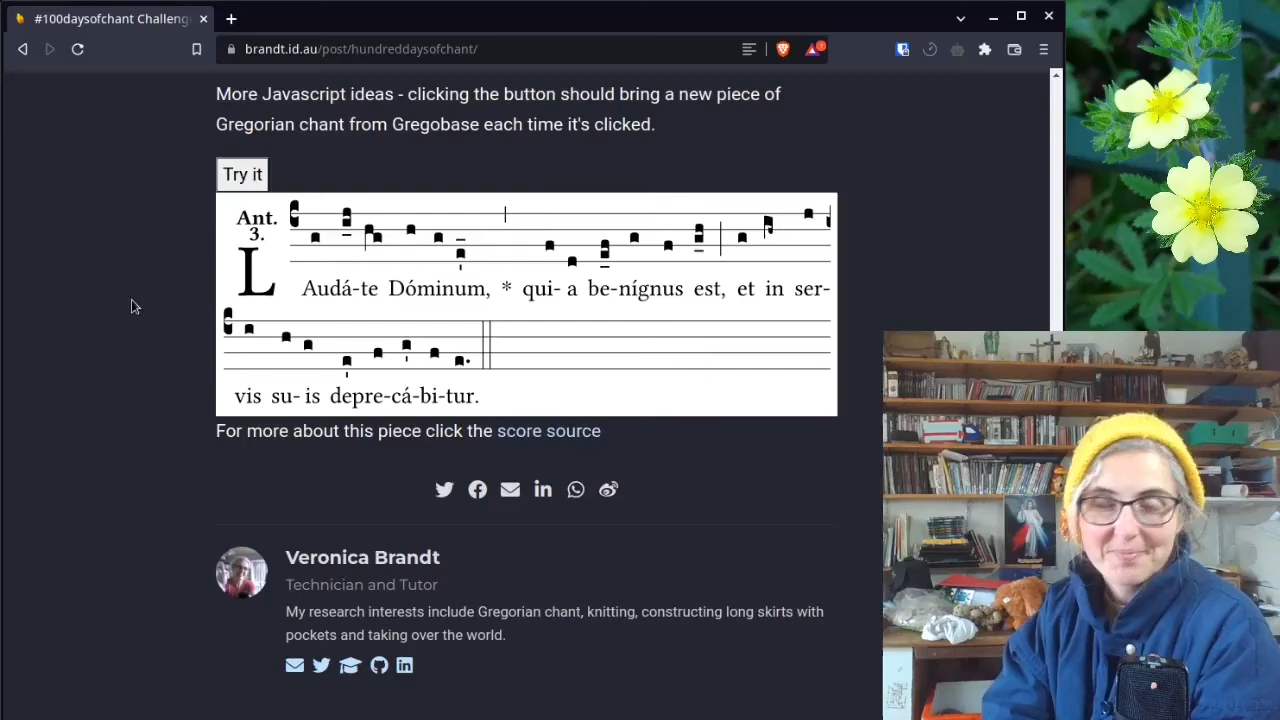 #100daysofchant Challeng
brandt.id.au/post/hundreddaysofchant/
More Javascript ideas - clicking the button should bring a new piece of
Gregorian chant from Gregobase each time it's clicked.
Try it
Ant.
3.
LAudá-te Dóminum, * qui- a be-nígnus est, et in ser-
vis su- is depre-cá-bi-tur.
For more about this piece click the score source
Veronica Brandt
Technician and Tutor
My research interests include Gregorian chant, knitting, constructing long skirts with
pockets and taking over the world.